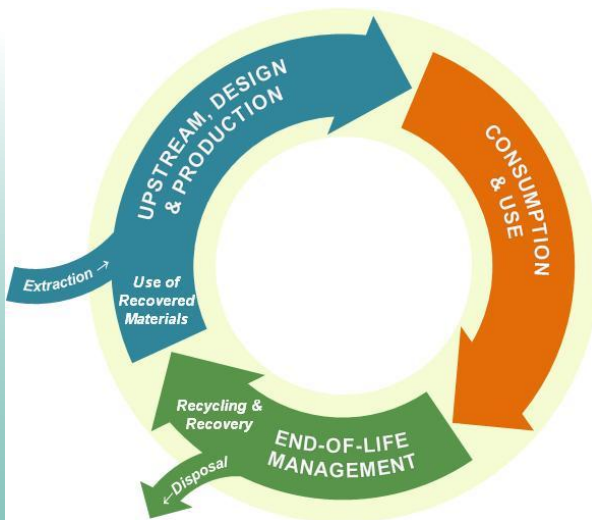 UPSTREAM, DESIGN
& PRODUCTION
CONSUMPTION
& USE
Extraction →
Use of
Recovered
Materials
Recycling &
Recovery
END-OF-LIFE
MANAGEMENT
←Disposal